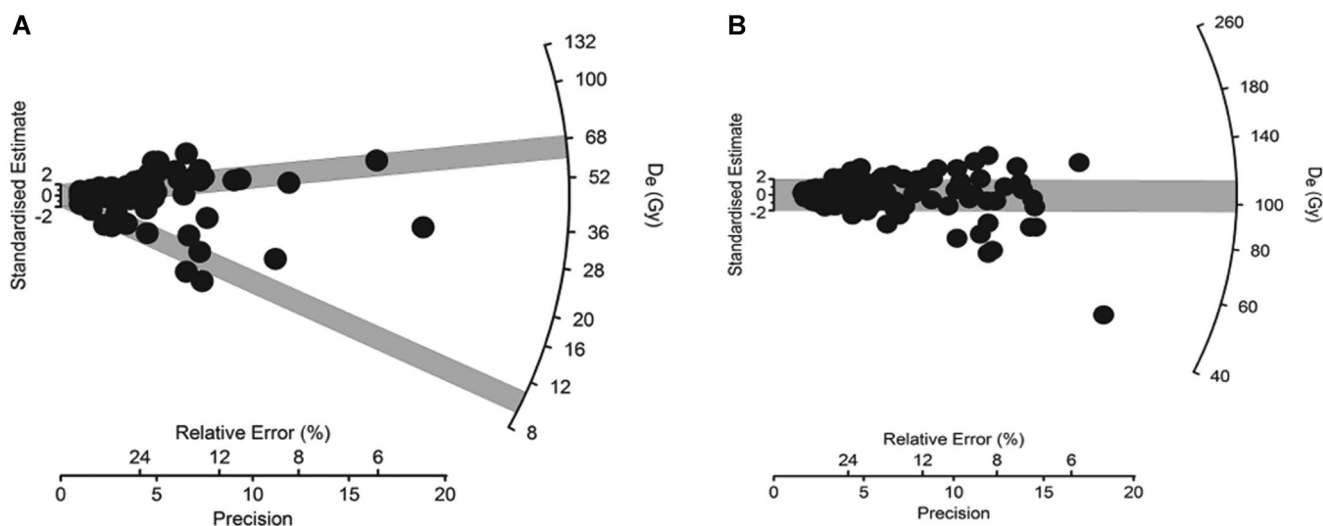 A
Standardised Estimate
2
0
-2
132
100
68
52
36
28
20
16
12
8
De (Gy)
Relative Error (%)
24 12 8 6
0 5 10 15 20
Precision
B
Standardised Estimate
2
0
-2
260
180
140
100
80
60
40
De (Gy)
Relative Error (%)
24 12 8 6
0 5 10 15 20
Precision